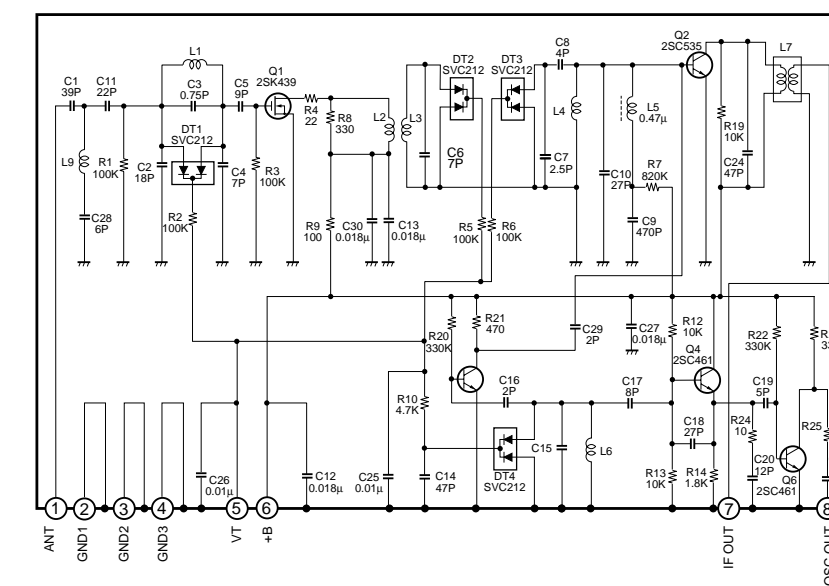 L1
C1
39P
C11
22P
C3
0.75P
C5
9P
Q1
2SK439
DT1
SVC212
R4
22
R8
330
L2
L3
DT2
SVC212
DT3
SVC212
C8
4P
Q2
2SC535
L7
L9
R1
100K
C2
18P
C4
7P
R3
100K
C6
7P
C7
2.5P
L4
L5
0.47µ
R7
820K
C10
27P
R19
10K
C24
47P
C28
6P
R2
100K
R9
100
C30
0.018µ
C13
0.018µ
R5
100K
R6
100K
C9
470P
R20
330K
R21
470
C29
2P
C27
0.018µ
R12
10K
Q4
2SC461
R22
330K
R10
4.7K
C16
2P
C17
8P
C19
5P
C18
27P
R24
10
R25
C15
L6
DT4
SVC212
C26
0.01µ
C12
0.018µ
C25
0.01µ
C14
47P
R13
10K
R14
1.8K
C20
12P
Q6
2SC461
1
2
3
4
5
6
7
8
ANT
GND1
GND2
GND3
VT
+B
IF OUT
OSC OUT